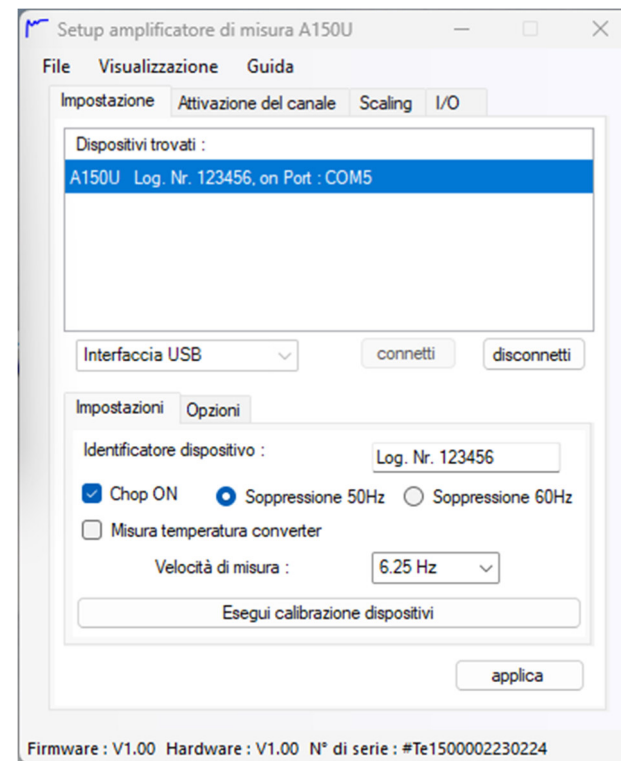 Setup amplificatore di misura A150U
File Visualizzazione Guida
Impostazione Attivazione del canale Scaling I/O
Dispositivi trovati :
A150U Log. Nr. 123456, on Port : COM5
Interfaccia USB connetti disconnetti
Impostazioni Opzioni
Identificatore dispositivo : Log. Nr. 123456
Chop ON Soppressione 50Hz Soppressione 60Hz
Misura temperatura converter
Velocità di misura : 6.25 Hz
Esegui calibrazione dispositivi
applica
Firmware : V1.00 Hardware : V1.00 N° di serie : #Te1500002230224